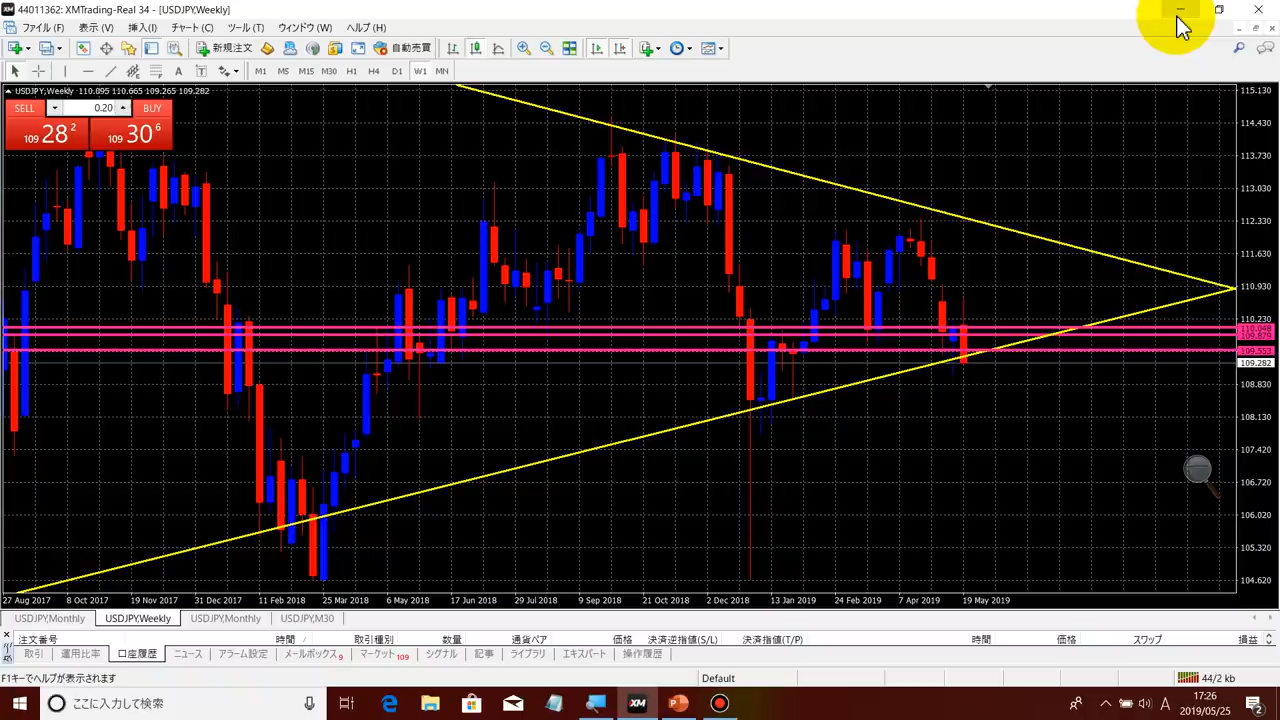 44011362: XMTrading-Real 34 - [USDJPY,Weekly]
ファイル (F) 表示 (V) 挿入(I) チャート (C) ツール (T) ウィンドウ (W) ヘルプ (H)
新規注文 自動売買
A T M1 M5 M15 M30 H1 H4 D1 W1 MN
USDJPY,Weekly 110.095 110.665 109.265 109.282
SELL 0.20 BUY
109 28 2 109 30 6
115.130
114.430
113.730
113.030
112.330
111.630
110.930
110.230
110.048
109.879
109.553
109.282
108.830
108.130
107.420
106.720
106.020
105.320
104.620
27 Aug 2017 8 Oct 2017 19 Nov 2017 31 Dec 2017 11 Feb 2018 25 Mar 2018 6 May 2018 17 Jun 2018 29 Jul 2018 9 Sep 2018 21 Oct 2018 2 Dec 2018 13 Jan 2019 24 Feb 2019 7 Apr 2019 19 May 2019
USDJPY,Monthly USDJPY,Weekly USDJPY,Monthly USDJPY,M30
注文番号 時間 取引種別 数量 通貨ペア 価格 決済逆指値(S/L) 決済指値(T/P) 時間 価格 スワップ 損益
取引 運用比率 口座履歴 ニュース アラーム設定 メールボックス 9 マーケット 109 シグナル 記事 ライブラリ エキスパート 操作履歴
F1キーでヘルプが表示されます Default 44/2 kb
ここに入力して検索 XM A 17:26
2019/05/25 2